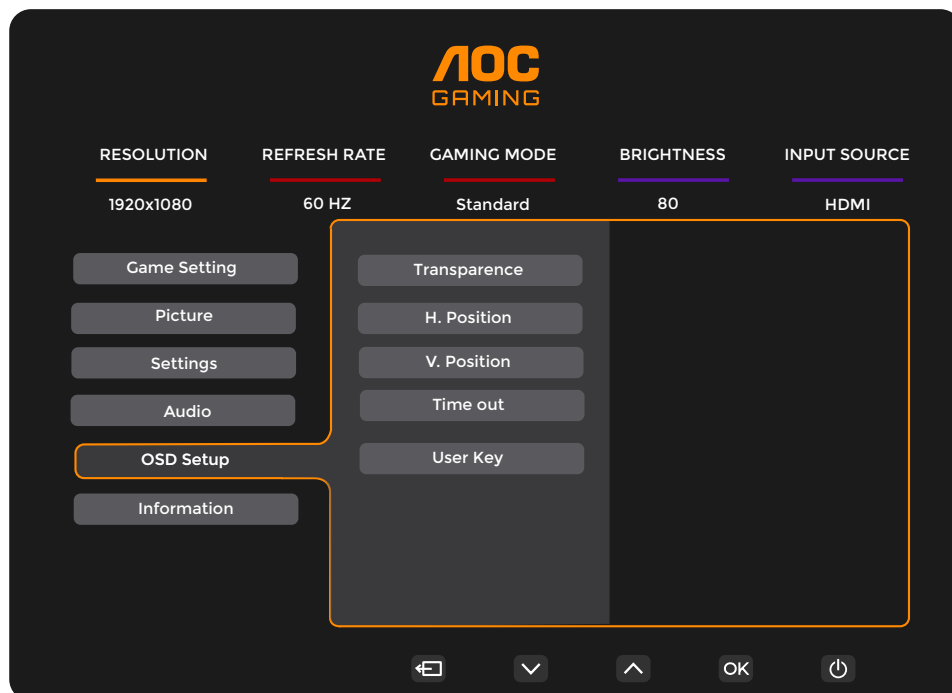 AOC
GAMING
RESOLUTION REFRESH RATE GAMING MODE BRIGHTNESS INPUT SOURCE
1920x1080 60 HZ Standard 80 HDMI
Game Setting
Picture
Settings
Audio
OSD Setup
Information
Transparence
H. Position
V. Position
Time out
User Key
OK